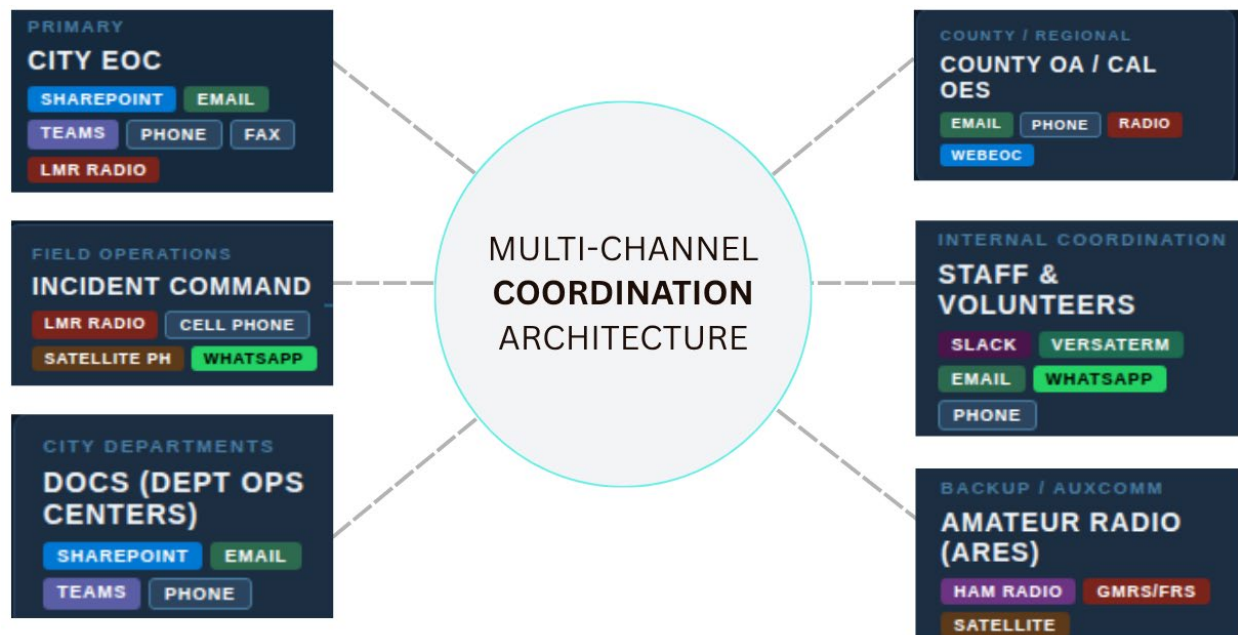 PRIMARY
CITY EOC
SHAREPOINT EMAIL
TEAMS PHONE FAX
LMR RADIO
FIELD OPERATIONS
INCIDENT COMMAND
LMR RADIO CELL PHONE
SATELLITE PH WHATSAPP
CITY DEPARTMENTS
DOCS (DEPT OPS
CENTERS)
SHAREPOINT EMAIL
TEAMS PHONE
MULTI-CHANNEL
COORDINATION
ARCHITECTURE
COUNTY / REGIONAL
COUNTY OA / CAL
OES
EMAIL PHONE RADIO
WEBEOC
INTERNAL COORDINATION
STAFF &
VOLUNTEERS
SLACK VERSATERM
EMAIL WHATSAPP
PHONE
BACKUP / AUXCOMM
AMATEUR RADIO
(ARES)
HAM RADIO GMRS/FRS
SATELLITE